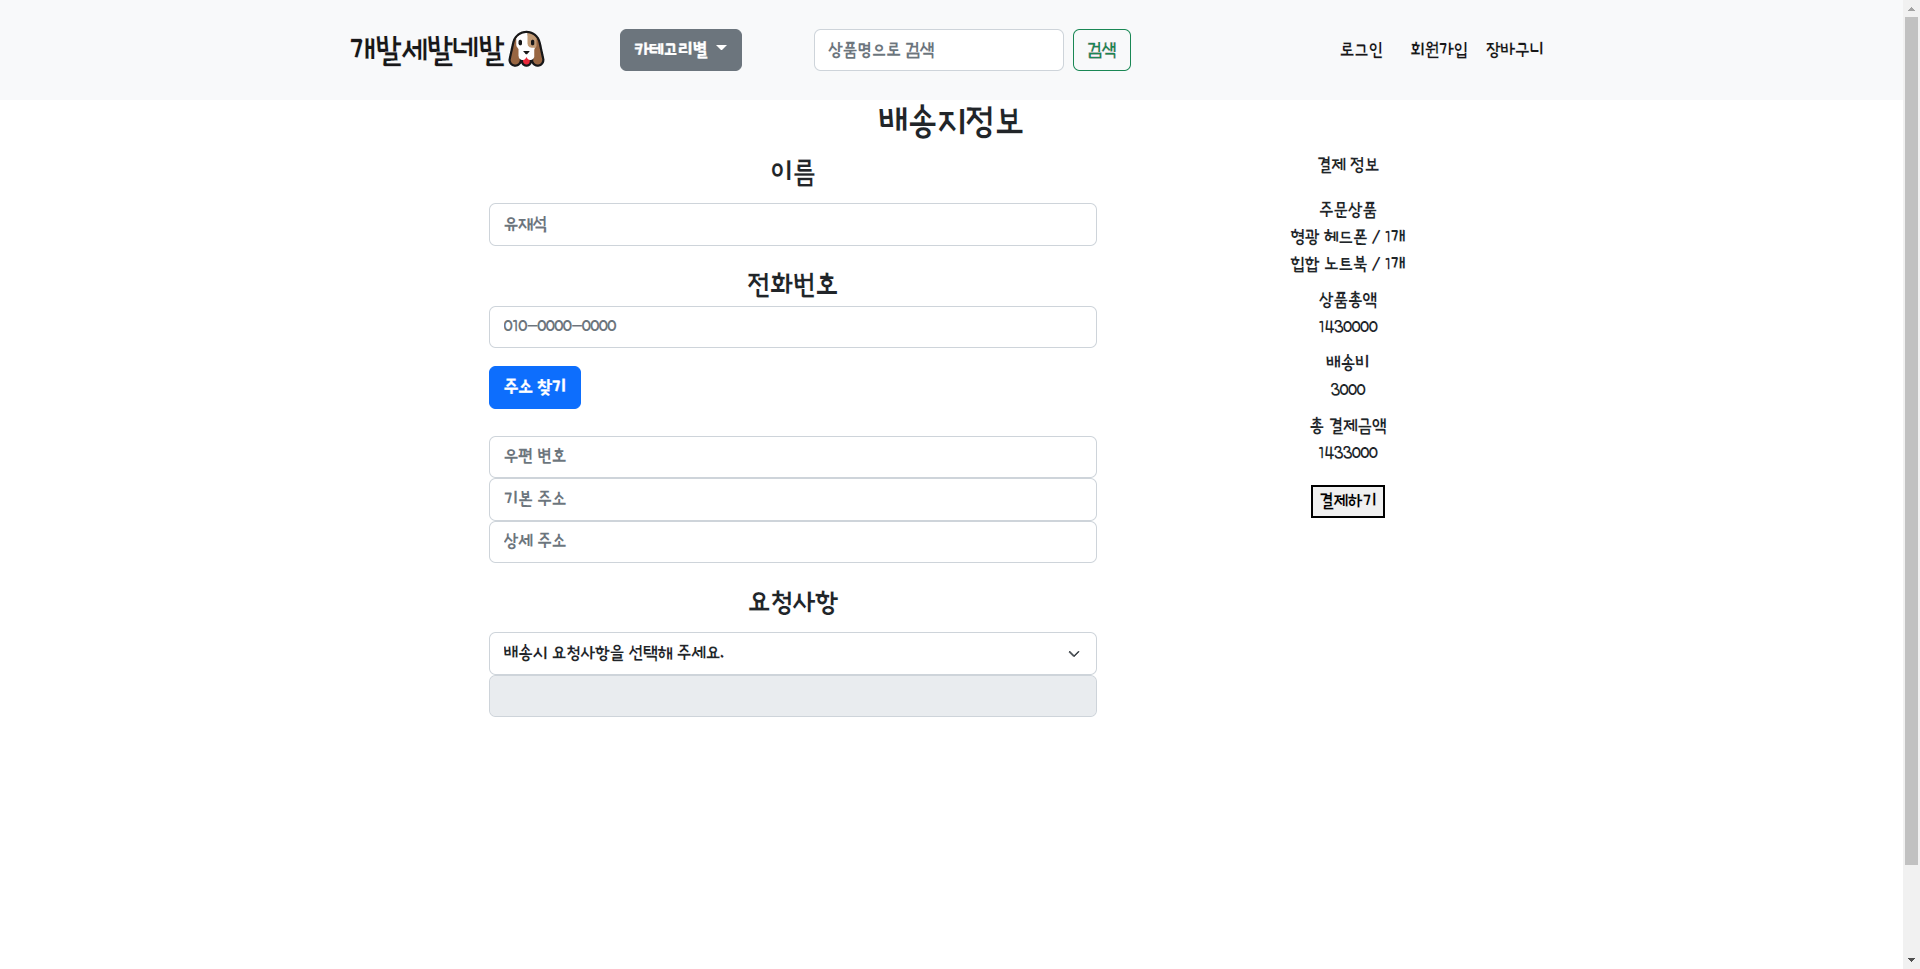 개발세발네발
카테고리별
상품명으로 검색
검색
로그인
회원가입
장바구니
배송지정보
이름
유재석
전화번호
010-0000-0000
주소 찾기
우편 변호
기본 주소
상세 주소
요청사항
배송시 요청사항을 선택해 주세요.
결제 정보
주문상품
형광 헤드폰 / 1개
힙합 노트북 / 1개
상품총액
1430000
배송비
3000
총 결제금액
1433000
결제하기